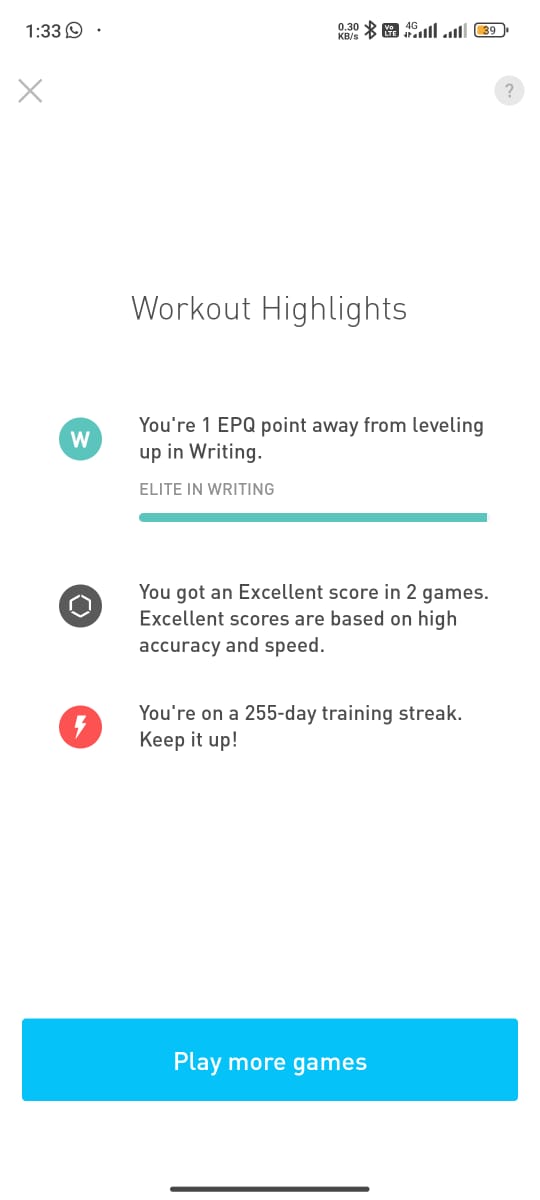 1:33
0.30
KB/s
Vo
LTE
4G
39
?
Workout Highlights
W
You're 1 EPQ point away from leveling
up in Writing.
ELITE IN WRITING
You got an Excellent score in 2 games.
Excellent scores are based on high
accuracy and speed.
You're on a 255-day training streak.
Keep it up!
Play more games